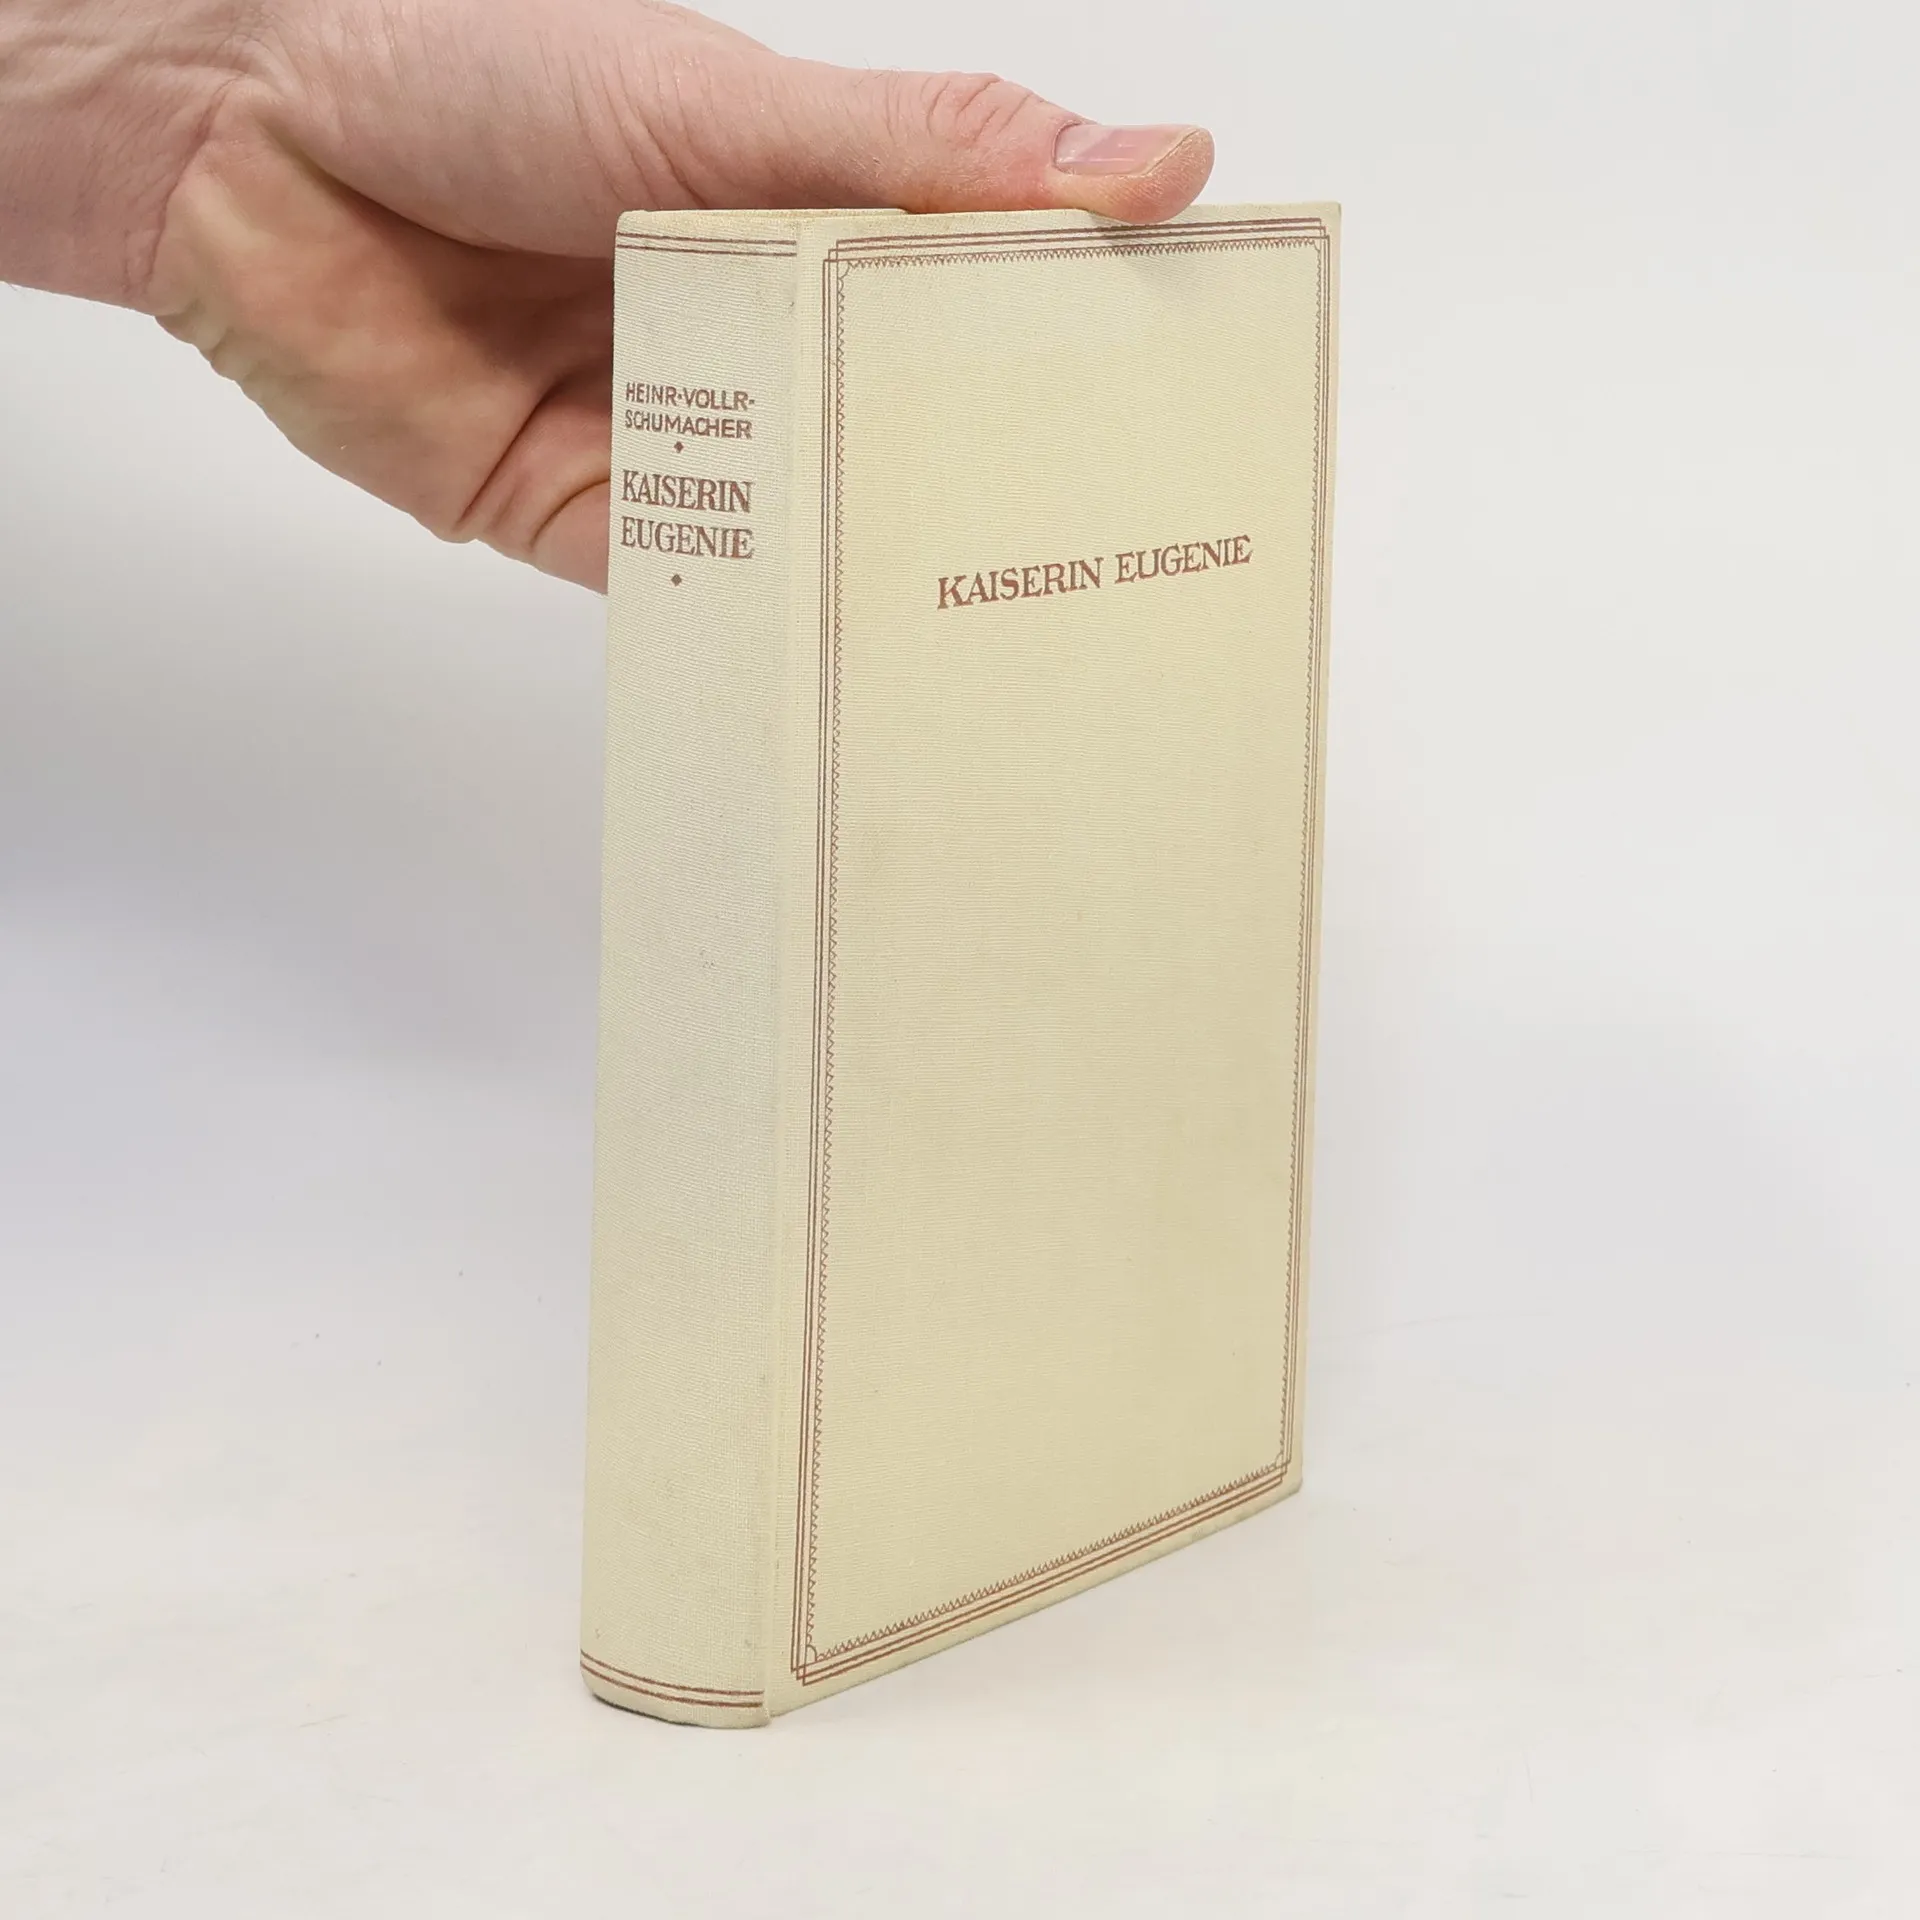 HEINR·VOLLR·
SCHUMACHER
KAISERIN
EUGENIE
KAISERIN EUGENIE